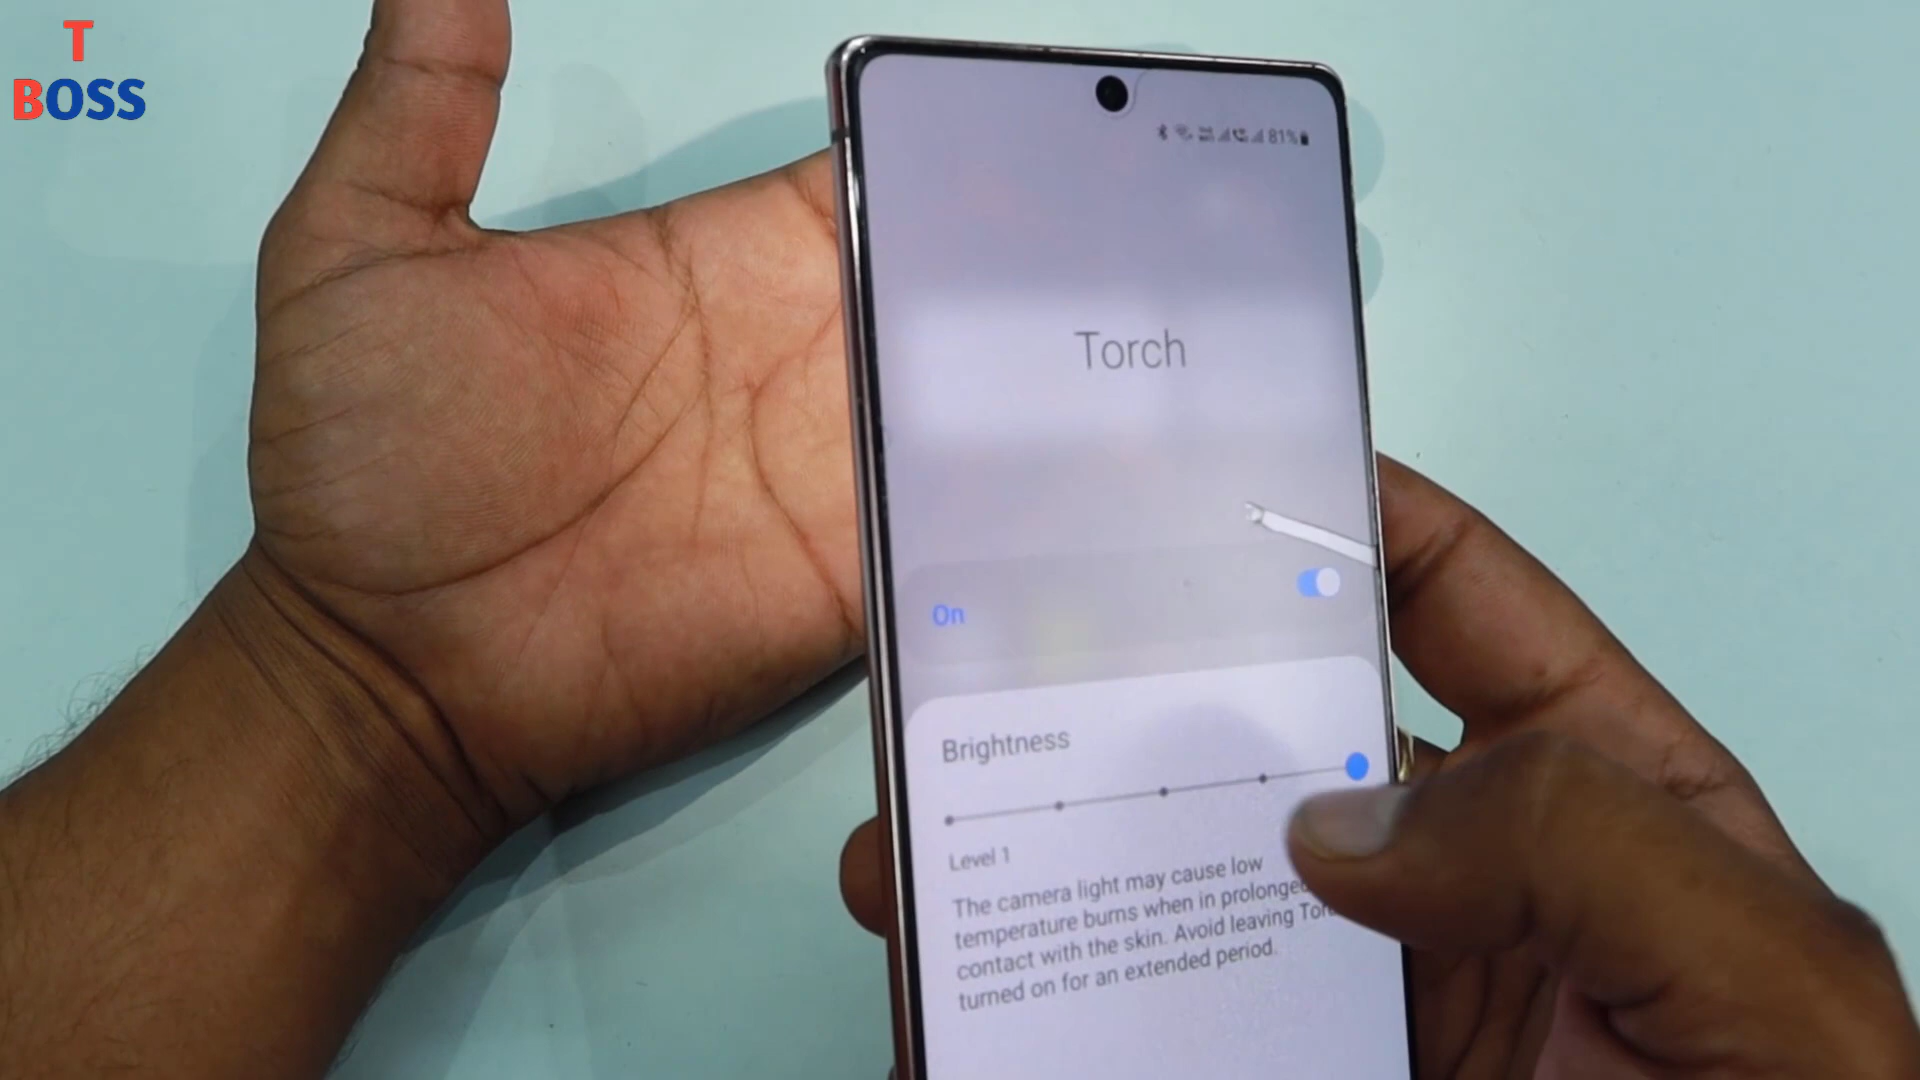 T
BOSS
81%
Torch
On
Brightness
Level 1
The camera light may cause low
temperature burns when in prolonged
contact with the skin. Avoid leaving Tor
turned on for an extended period.